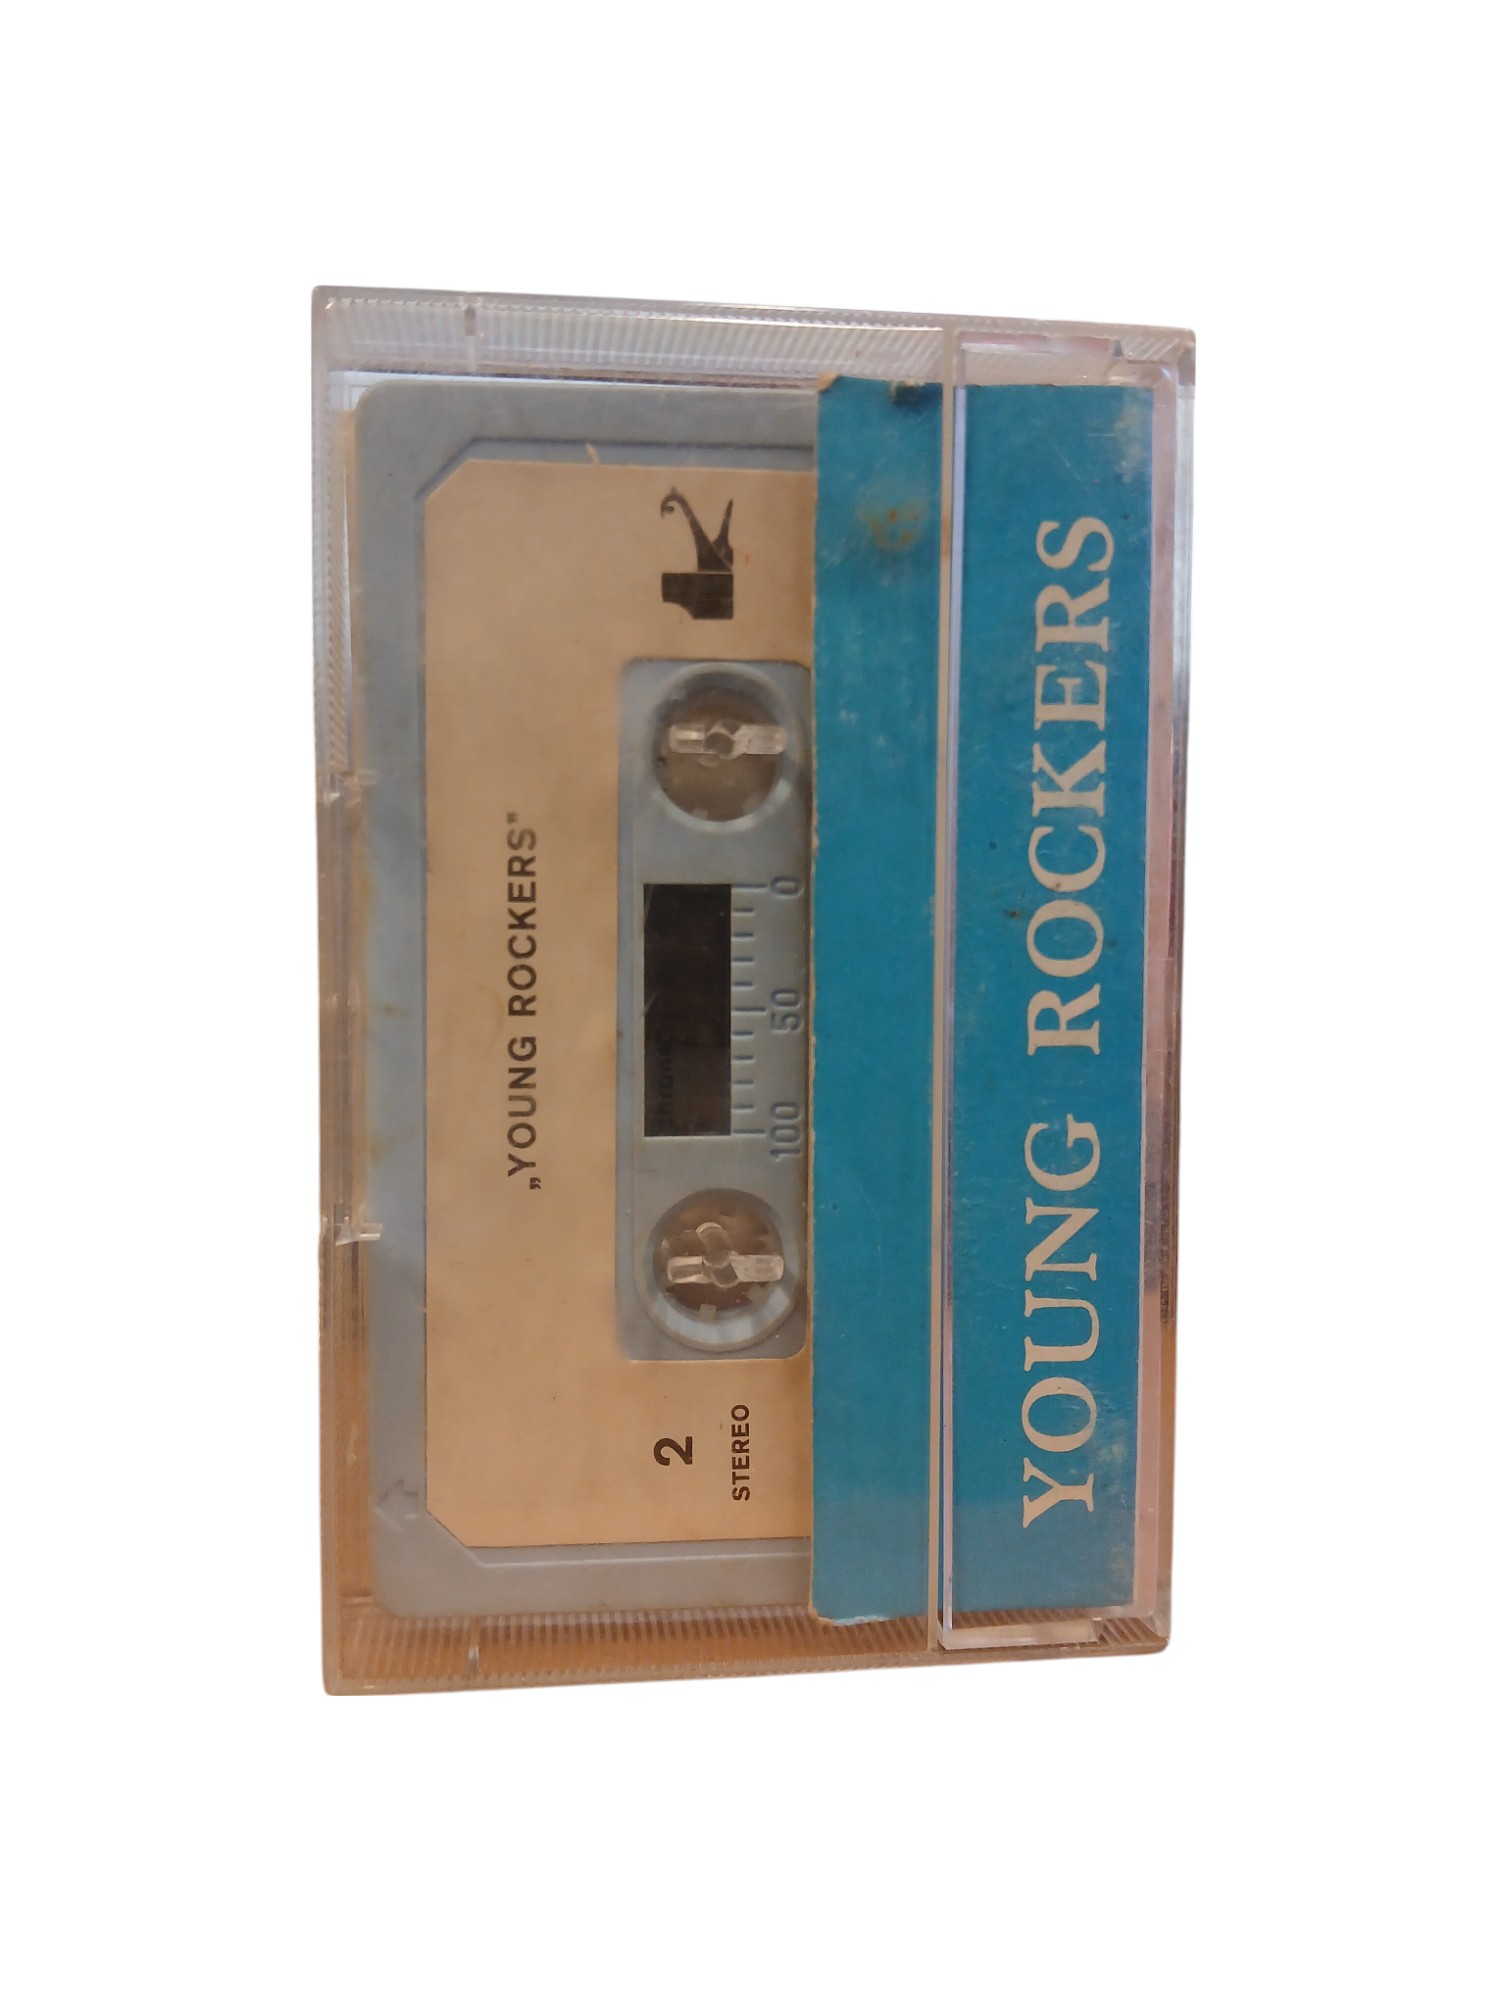 „YOUNG ROCKERS”
2
STEREO
100 50 0
YOUNG ROCKERS